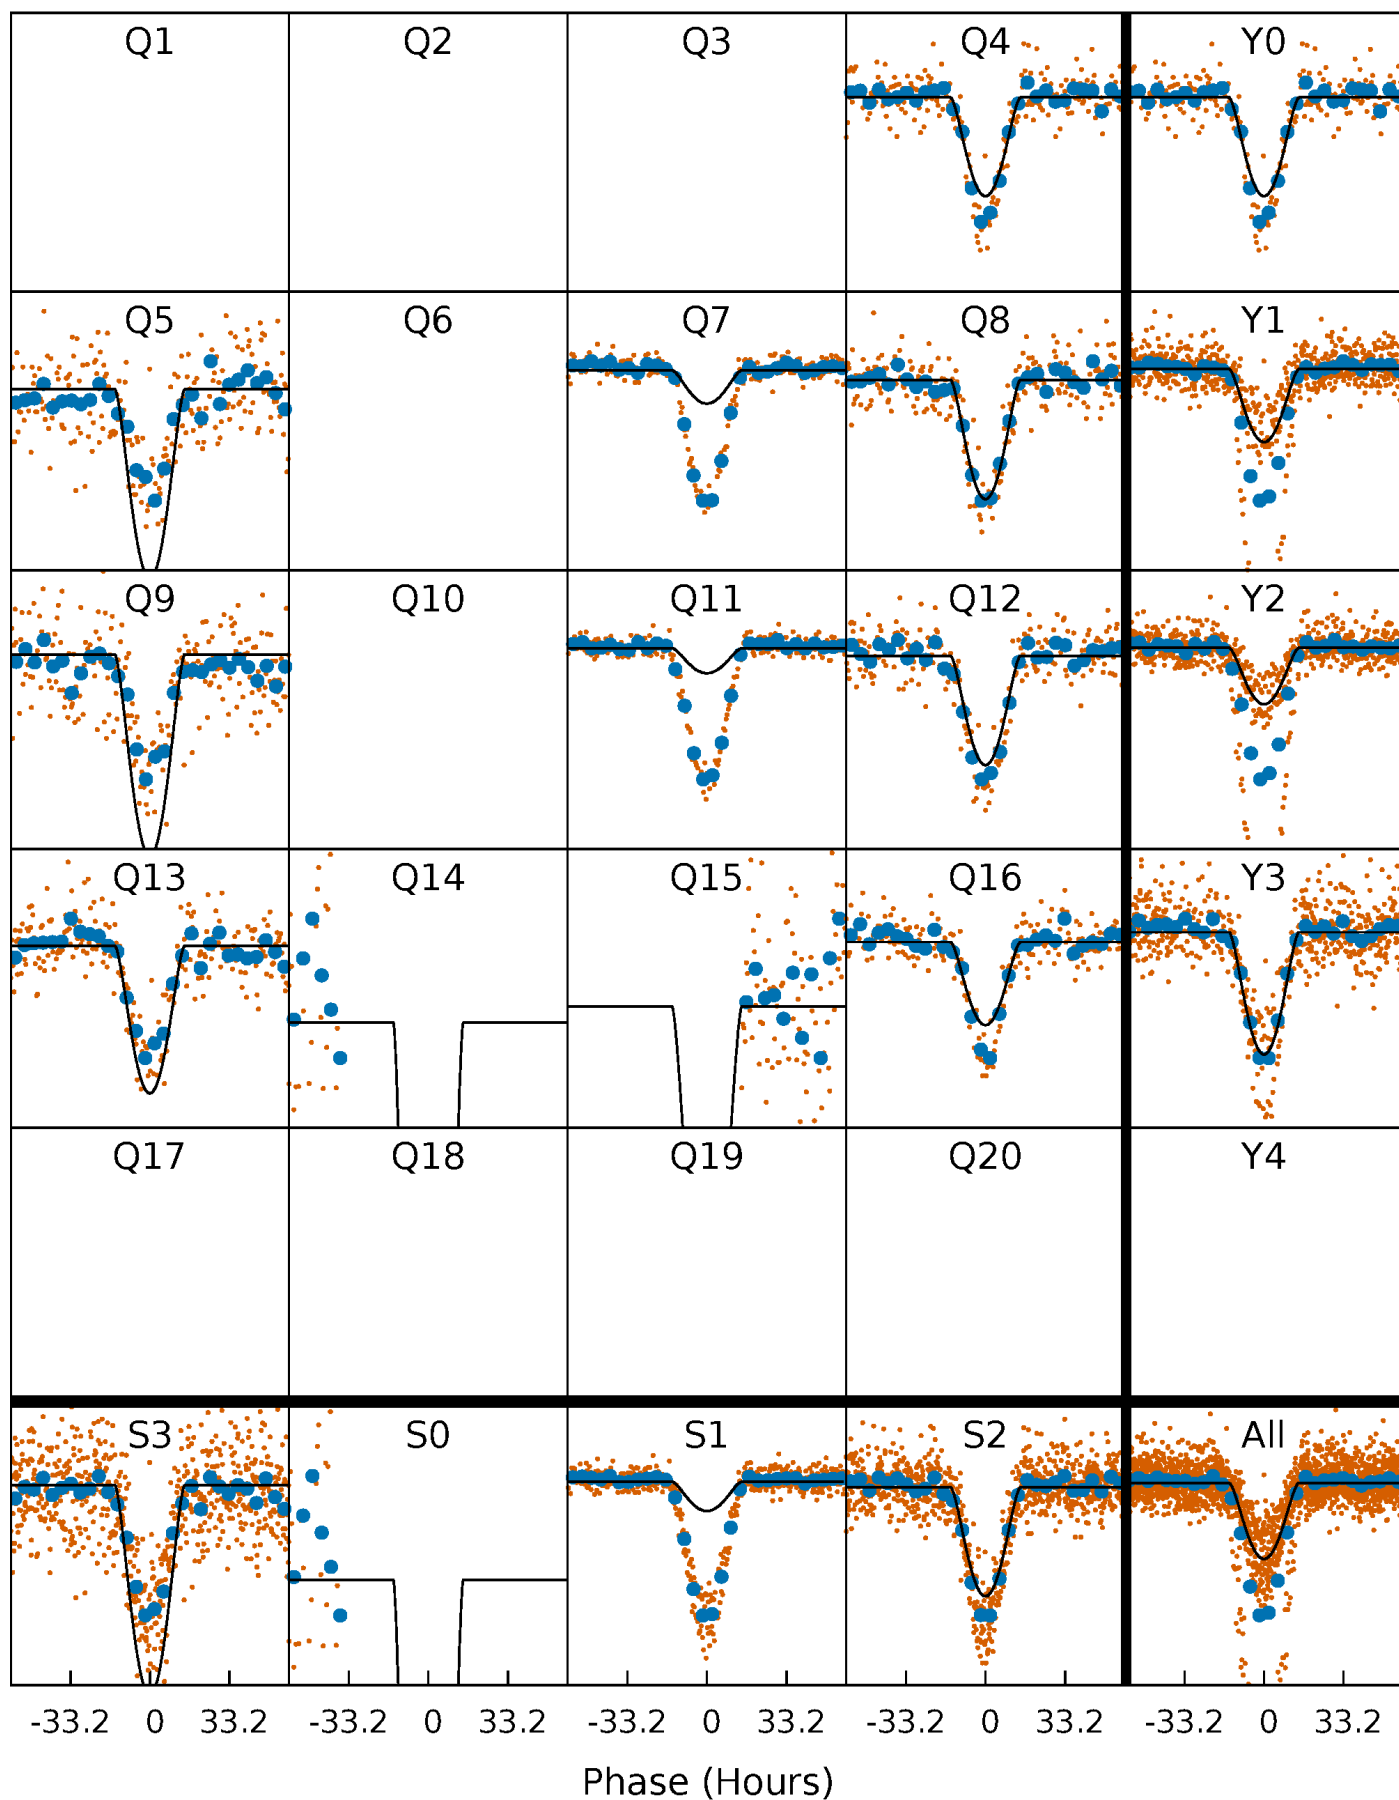 Q1 Q2 Q3 Q4 Y0
Q5 Q6 Q7 Q8 Y1
Q9 Q10 Q11 Q12 Y2
Q13 Q14 Q15 Q16 Y3
Q17 Q18 Q19 Q20 Y4
S3 S0 S1 S2 All
-33.2 0 33.2 -33.2 0 33.2 -33.2 0 33.2 -33.2 0 33.2 -33.2 0 33.2
Phase (Hours)